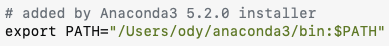 # added by Anaconda3 5.2.0 installer
export PATH="/Users/ody/anaconda3/bin:$PATH"